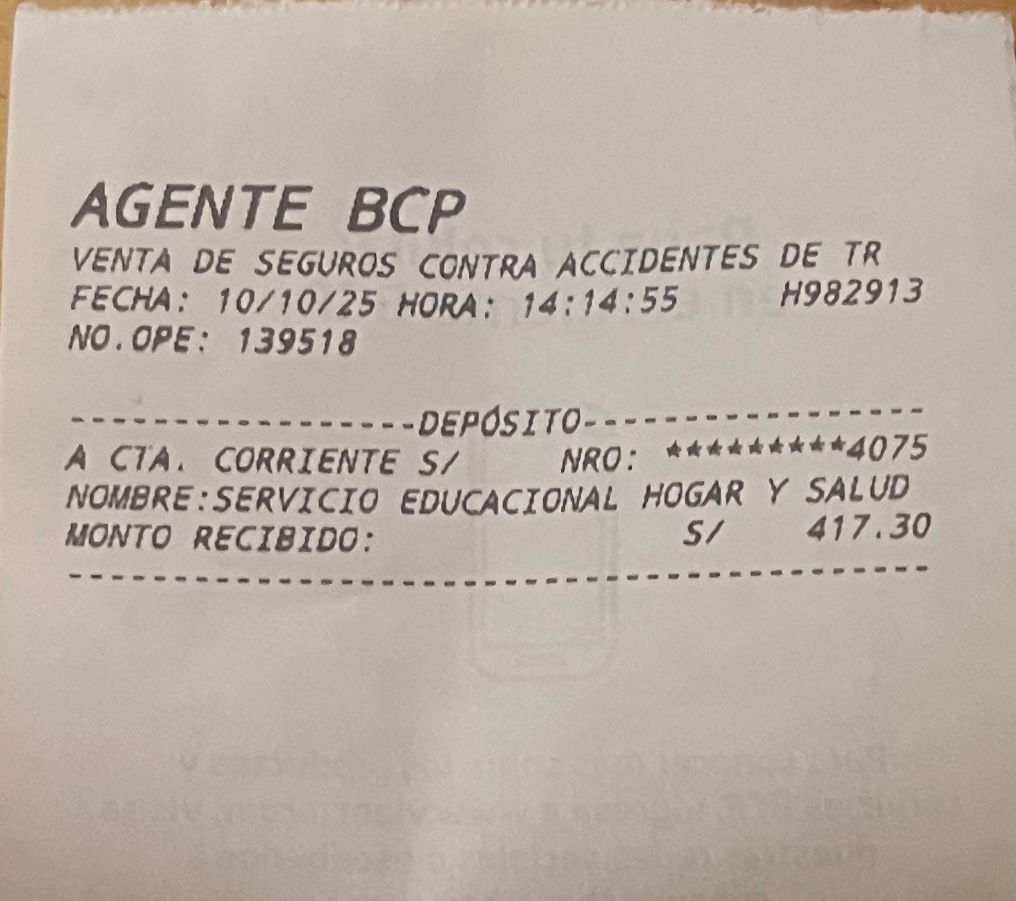 AGENTE BCP
VENTA DE SEGUROS CONTRA ACCIDENTES DE TR
FECHA: 10/10/25 HORA: 14:14:55 H982913
NO.OPE: 139518
-----------------DEPÓSITO-----------------
A CTA. CORRIENTE S/ NRO: *********4075
NOMBRE:SERVICIO EDUCACIONAL HOGAR Y SALUD
MONTO RECIBIDO: S/ 417.30
------------------------------------------